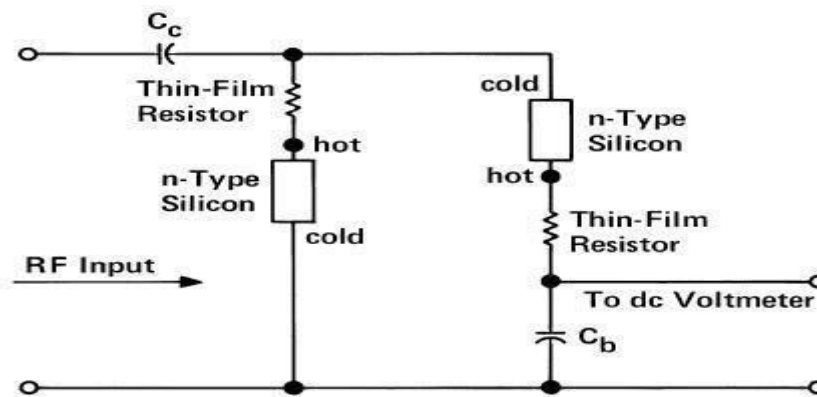 Cc
Thin-Film
Resistor
hot
n-Type
Silicon
cold
cold
n-Type
Silicon
hot
Thin-Film
Resistor
RF Input
To dc Voltmeter
Cb